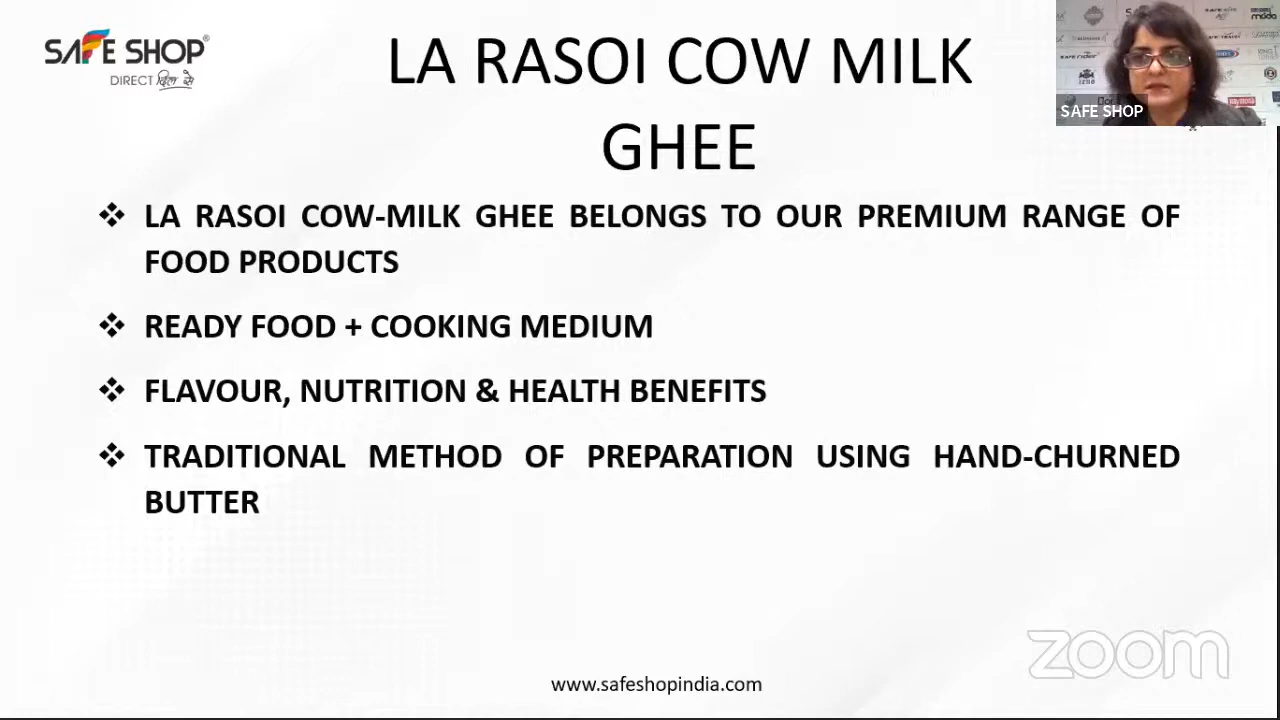 SAFE SHOP
DIRECT दिल से
LA RASOI COW MILK
GHEE
SAFE SHOP
❖ LA RASOI COW-MILK GHEE BELONGS TO OUR PREMIUM RANGE OF
FOOD PRODUCTS
❖ READY FOOD + COOKING MEDIUM
❖ FLAVOUR, NUTRITION & HEALTH BENEFITS
❖ TRADITIONAL METHOD OF PREPARATION USING HAND-CHURNED
BUTTER
zoom
www.safeshopindia.com